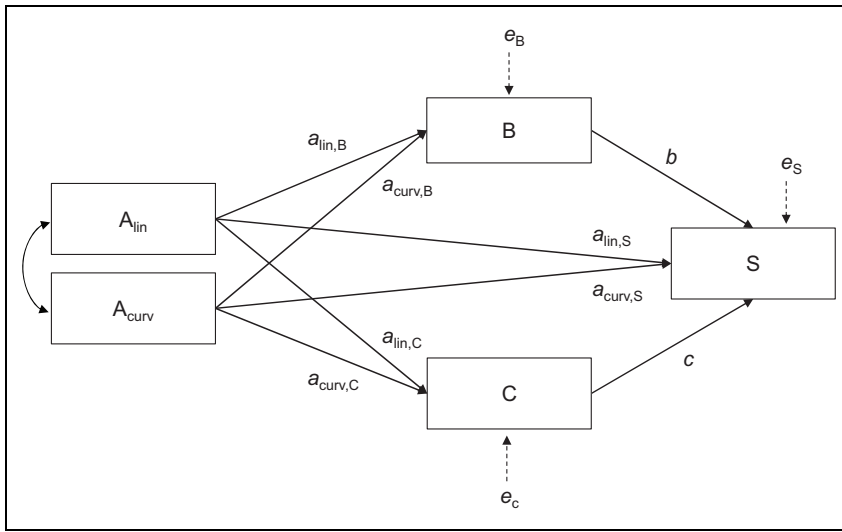 e_B
B
a_lin,B
b
a_curv,B
e_S
A_lin
a_lin,S
S
A_curv
a_curv,S
a_lin,C
c
a_curv,C
C
e_c